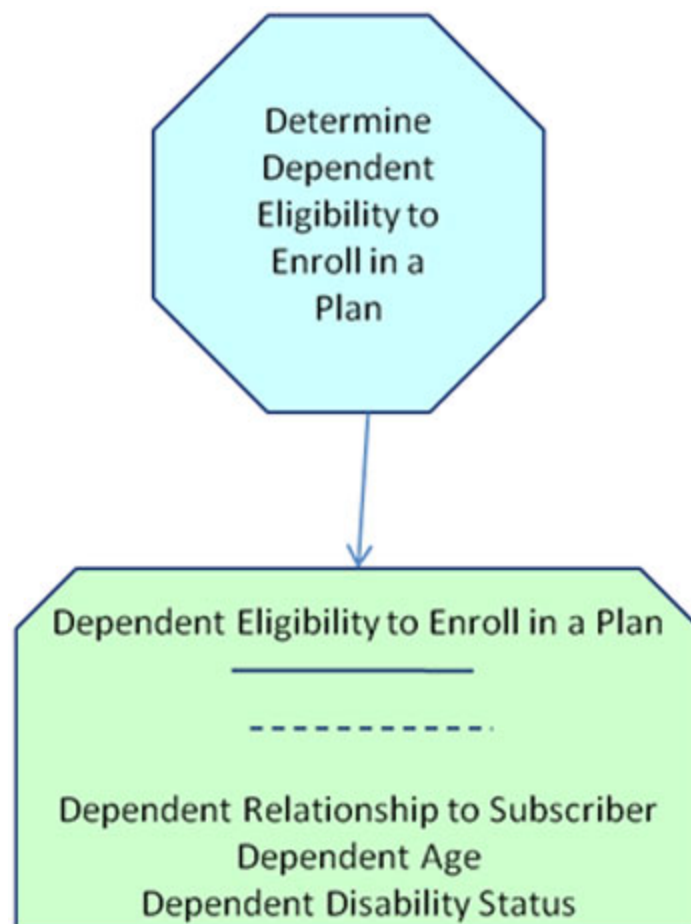 Determine
Dependent
Eligibility to
Enroll in a
Plan
Dependent Eligibility to Enroll in a Plan
Dependent Relationship to Subscriber
Dependent Age
Dependent Disability Status